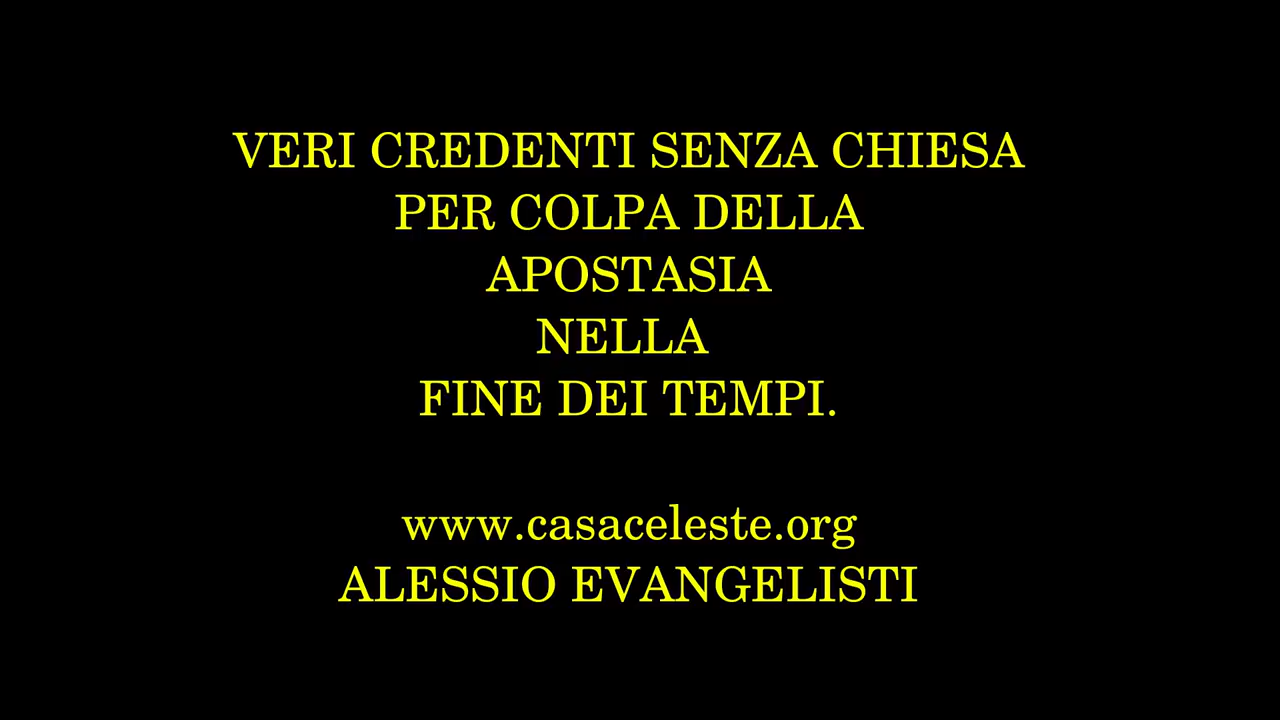 VERI CREDENTI SENZA CHIESA
PER COLPA DELLA
APOSTASIA
NELLA
FINE DEI TEMPI.
www.casaceleste.org
ALESSIO EVANGELISTI